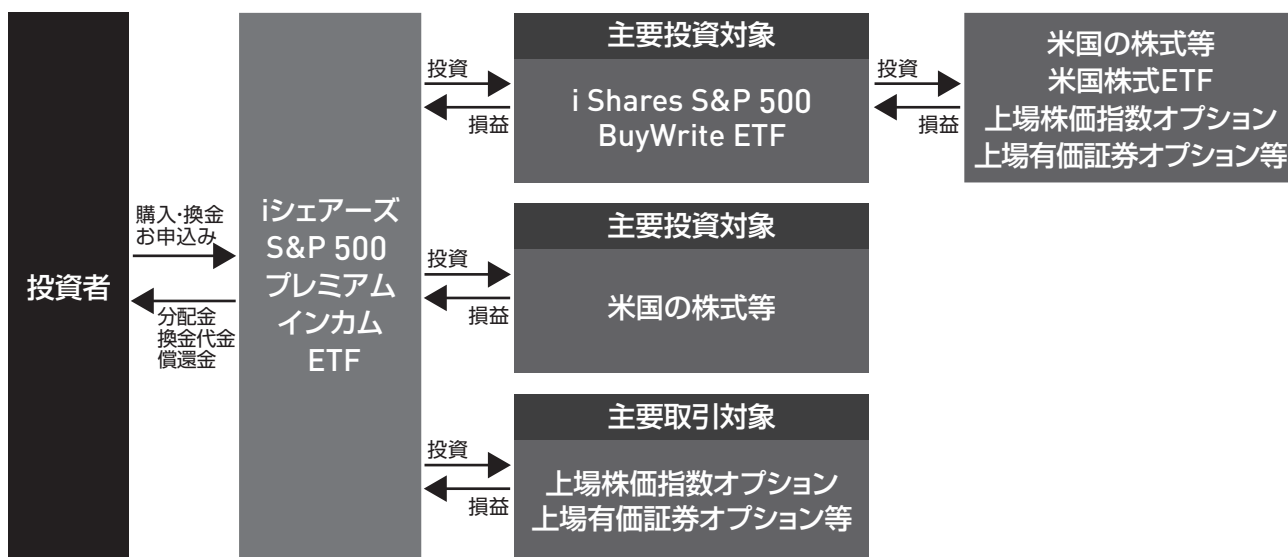 投資者
購入・換金
お申込み
分配金
換金代金
償還金
iシェアーズ
S&P 500
プレミアム
インカム
ETF
投資
損益
主要投資対象
i Shares S&P 500
BuyWrite ETF
投資
損益
米国の株式等
米国株式ETF
上場株価指数オプション
上場有価証券オプション等
投資
損益
主要投資対象
米国の株式等
投資
損益
主要取引対象
上場株価指数オプション
上場有価証券オプション等